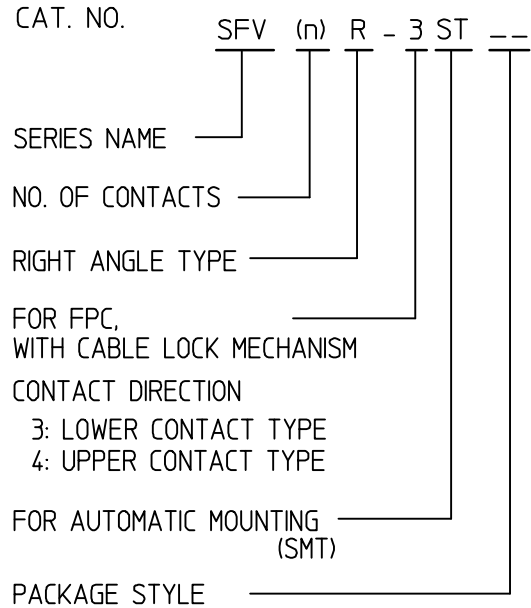 CAT. NO.
SFV (n) R - 3 ST _ _
SERIES NAME
NO. OF CONTACTS
RIGHT ANGLE TYPE
FOR FPC,
WITH CABLE LOCK MECHANISM
CONTACT DIRECTION
3: LOWER CONTACT TYPE
4: UPPER CONTACT TYPE
FOR AUTOMATIC MOUNTING
(SMT)
PACKAGE STYLE